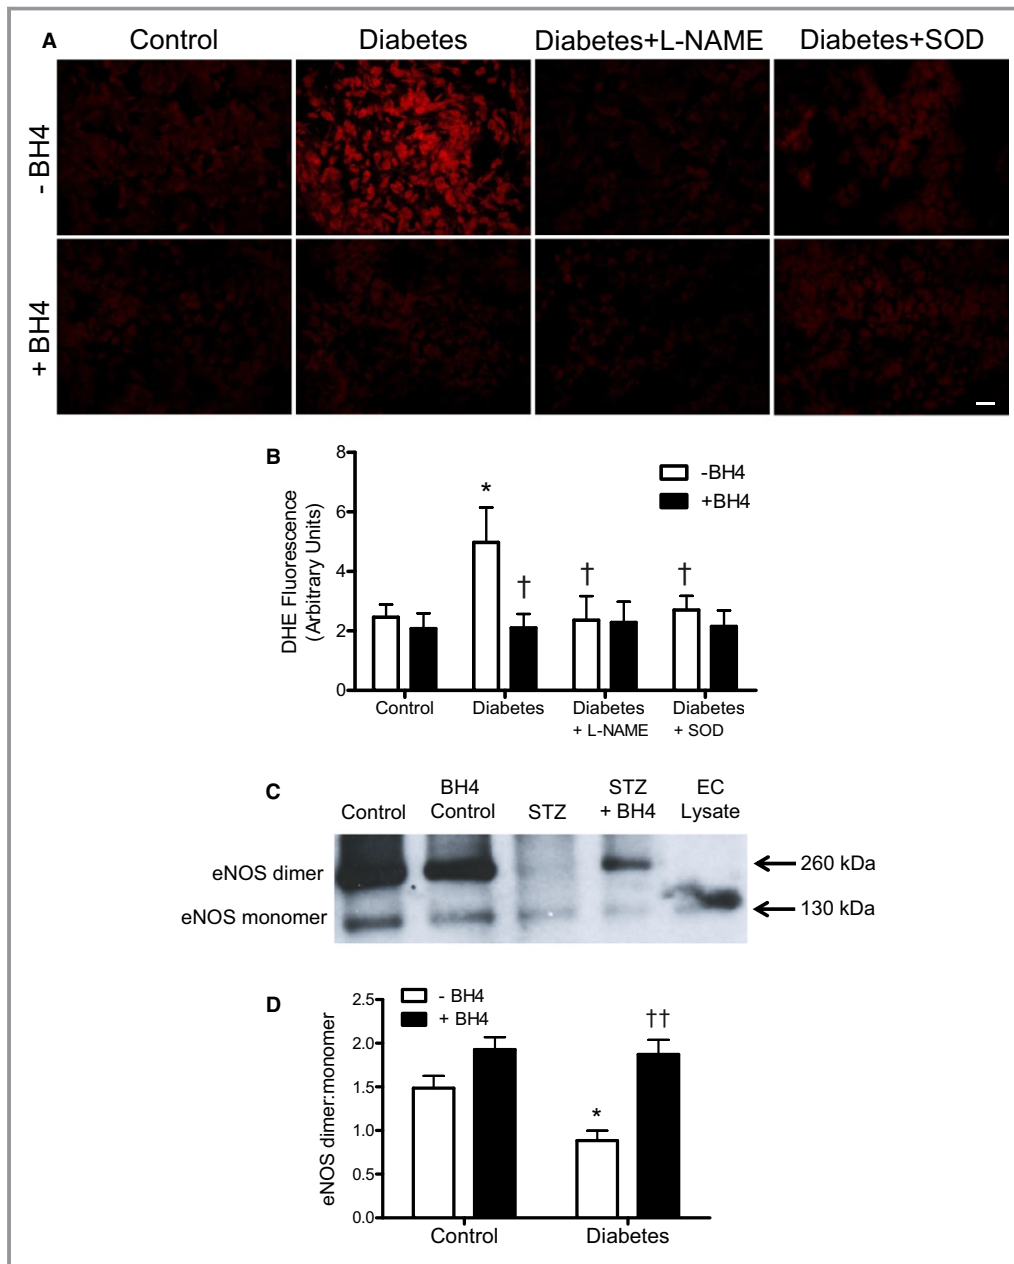 A
Control
Diabetes
Diabetes+L-NAME
Diabetes+SOD
- BH4
+ BH4
B
DHE Fluorescence
(Arbitrary Units)
8
6
4
2
0
*
†
†
†
-BH4
+BH4
Control
Diabetes
Diabetes
+ L-NAME
Diabetes
+ SOD
C
Control
BH4
Control
STZ
STZ
+ BH4
EC
Lysate
eNOS dimer
eNOS monomer
260 kDa
130 kDa
D
eNOS dimer:monomer
2.5
2.0
1.5
1.0
0.5
0.0
- BH4
+ BH4
*
††
Control
Diabetes